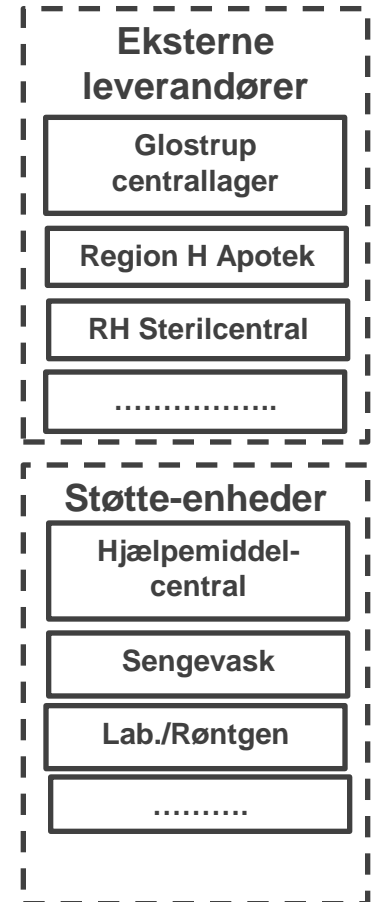 Eksterne
leverandører
Glostrup
centrallager
Region H Apotek
RH Sterilcentral
……………..
Støtte-enheder
Hjælpemiddel-
central
Sengevask
Lab./Røntgen
……….